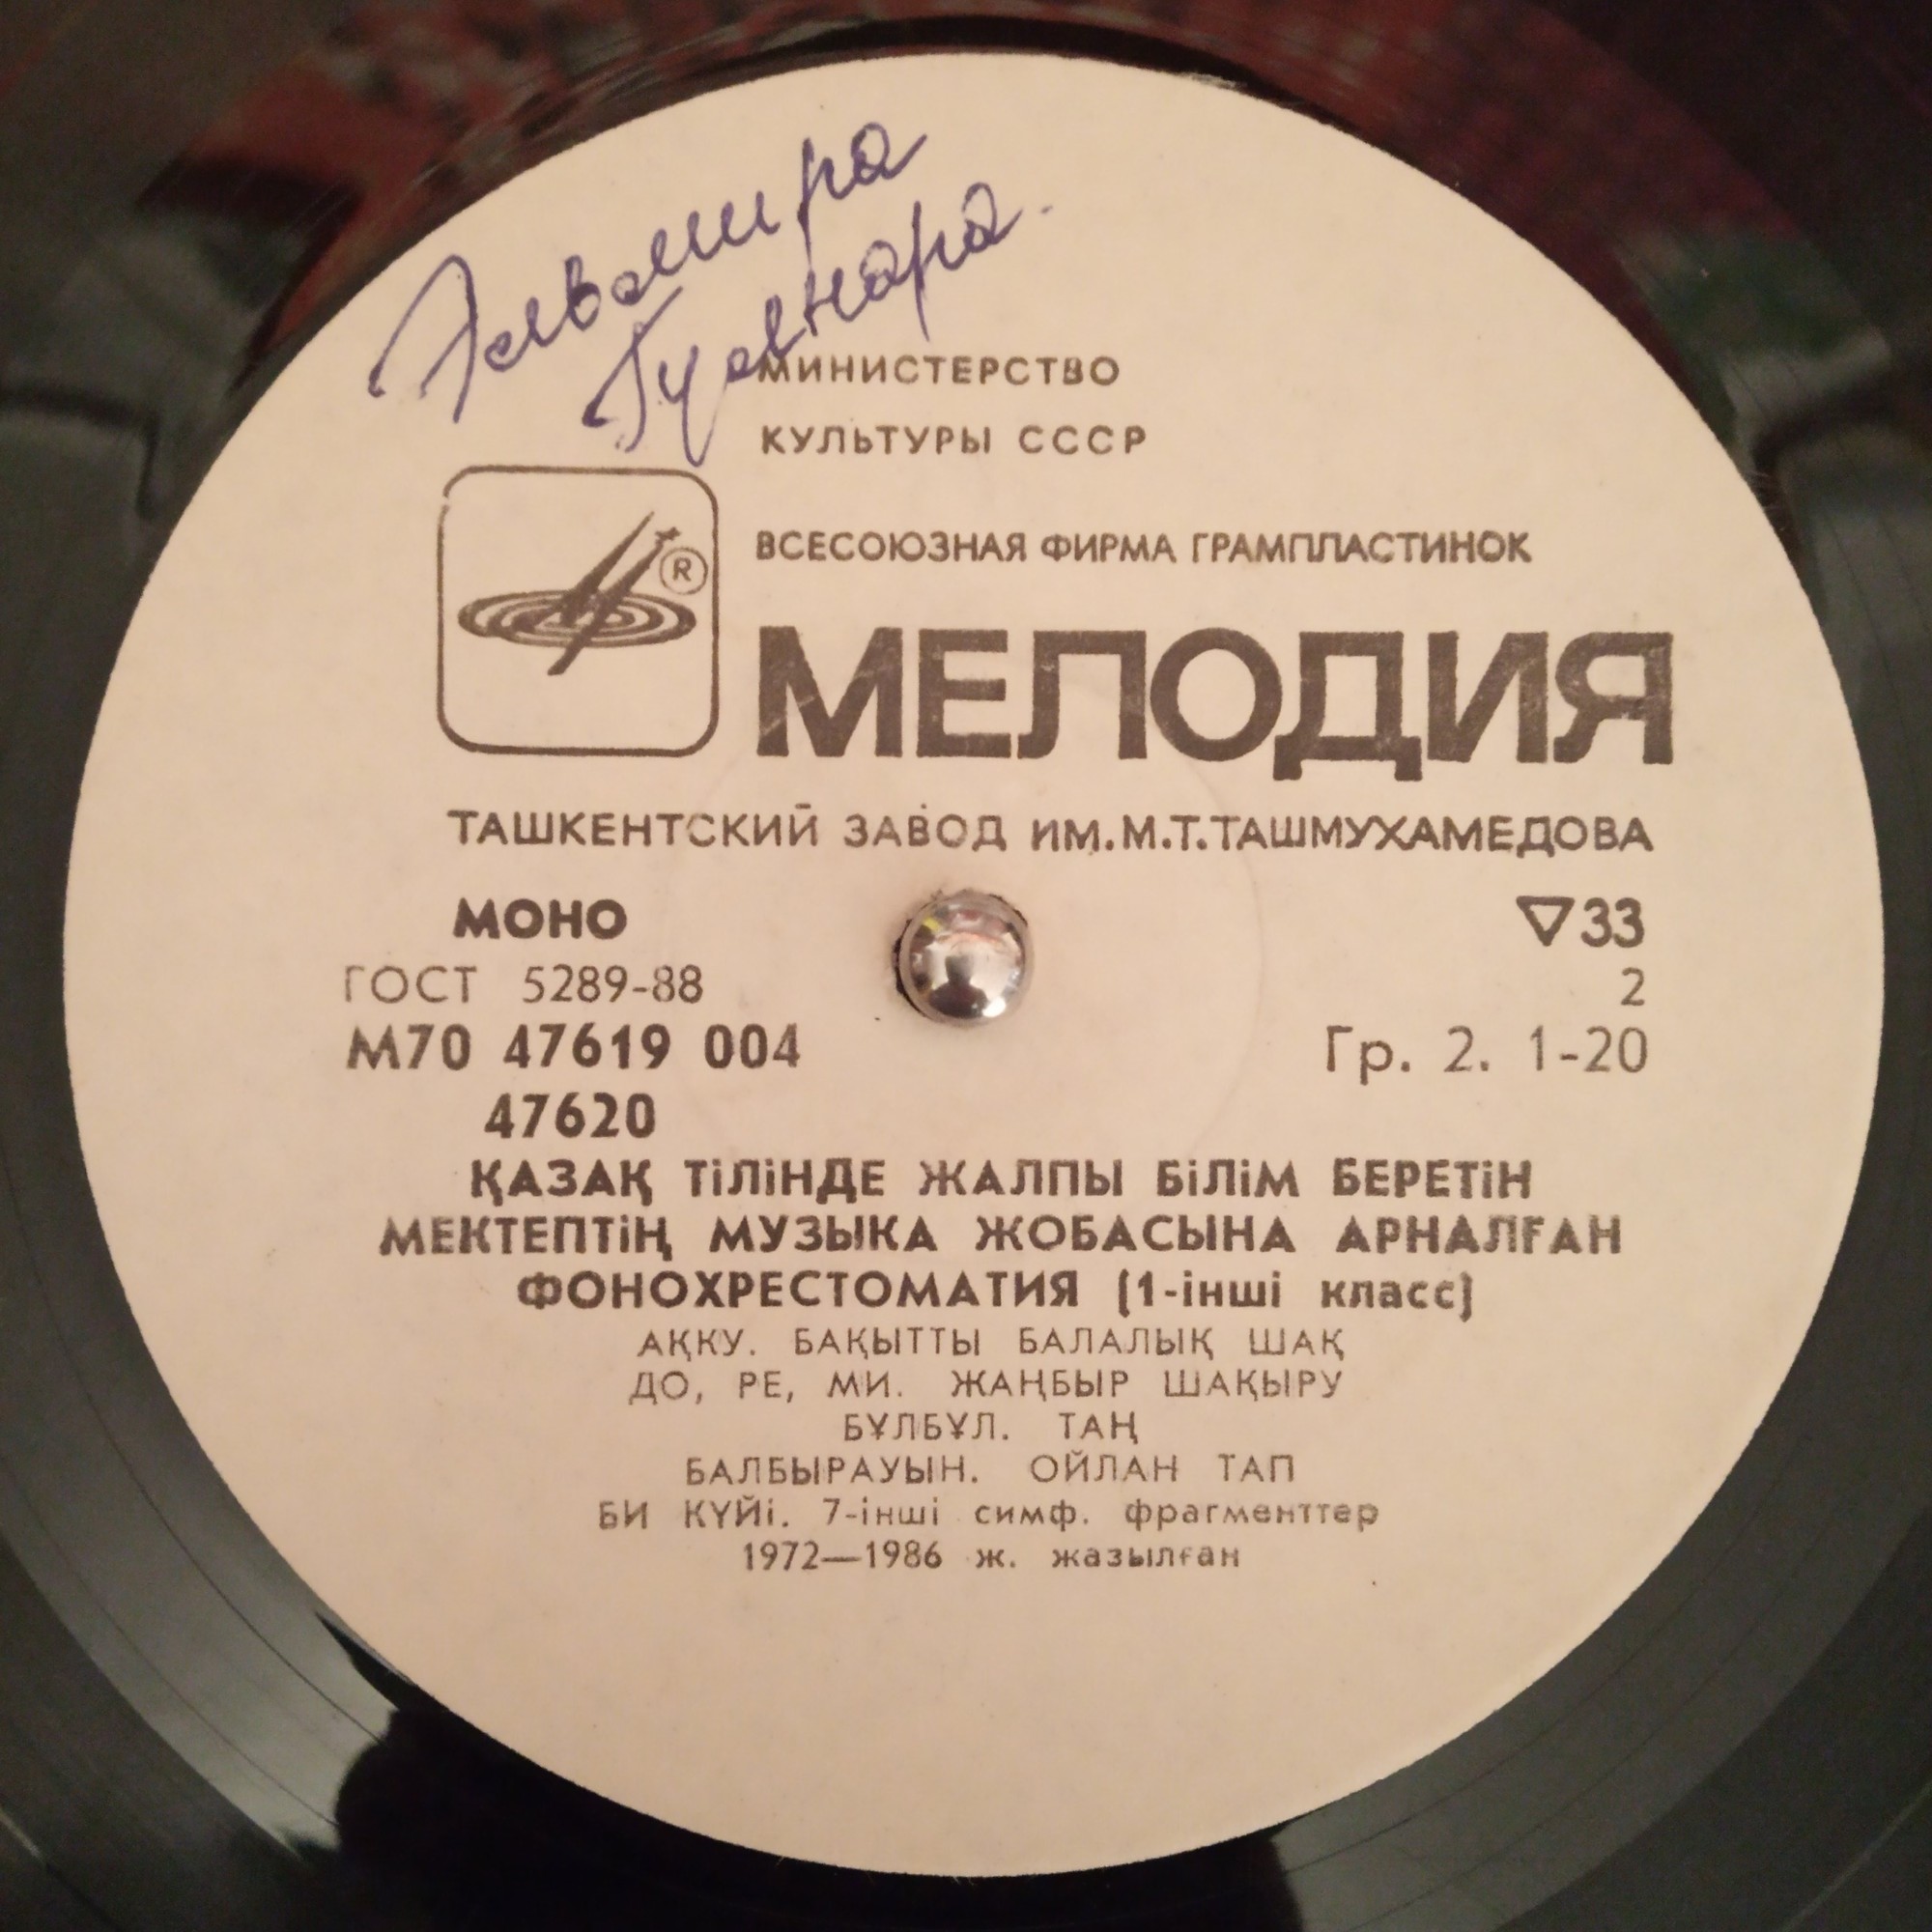 Эльвира
Гульнара.
МИНИСТЕРСТВО
КУЛЬТУРЫ СССР
ВСЕСОЮЗНАЯ ФИРМА ГРАМПЛАСТИНОК
®
МЕЛОДИЯ
ТАШКЕНТСКИЙ ЗАВОД ИМ.М.Т.ТАШМУХАМЕДОВА
МОНО ▽33
ГОСТ 5289-88 2
М70 47619 004 Гр. 2. 1-20
47620
ҚАЗАҚ ТіЛіНДЕ ЖАЛПЫ БіЛіМ БЕРЕТіН
МЕКТЕПТіҢ МУЗЫКА ЖОБАСЫНА АРНАЛҒАН
ФОНОХРЕСТОМАТИЯ (1-інші класс)
АҚКУ. БАҚЫТТЫ БАЛАЛЫҚ ШАҚ
ДО, РЕ, МИ. ЖАҢБЫР ШАҚЫРУ
БҰЛБҰЛ. ТАҢ
БАЛБЫРАУЫН. ОЙЛАН ТАП
БИ КҮЙі. 7-інші симф. фрагменттер
1972—1986 ж. жазылған